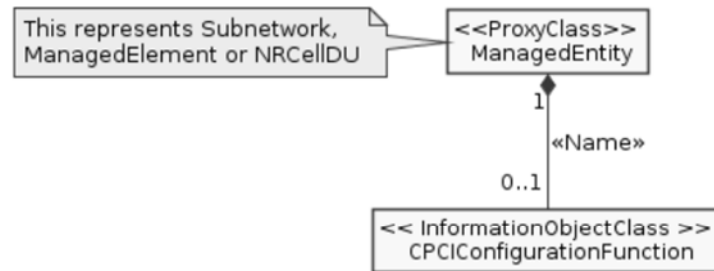 This represents Subnetwork,
ManagedElement or NRCellDU
<<ProxyClass>>
ManagedEntity
1
«Name»
0..1
<< InformationObjectClass >>
CPCIConfigurationFunction